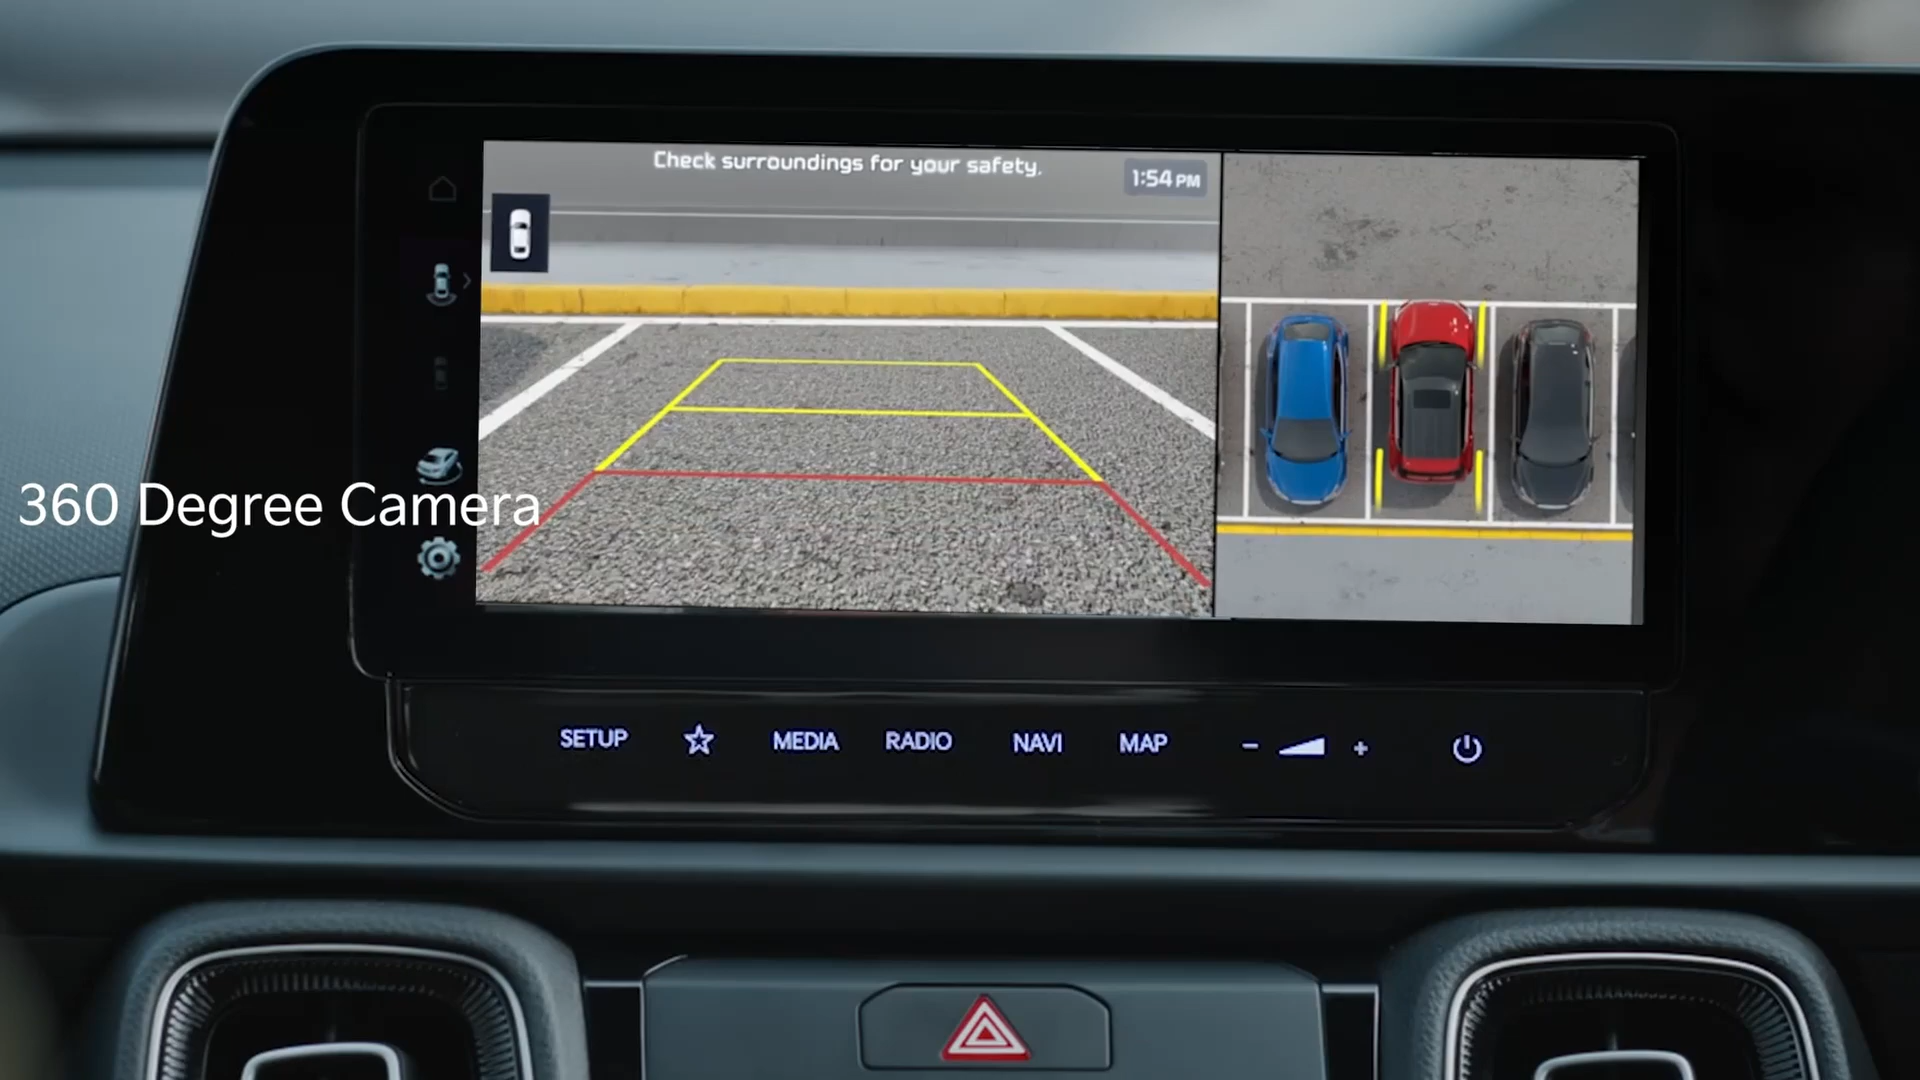 Check surroundings for your safety.
1:54 PM
360 Degree Camera
SETUP MEDIA RADIO NAVI MAP - +